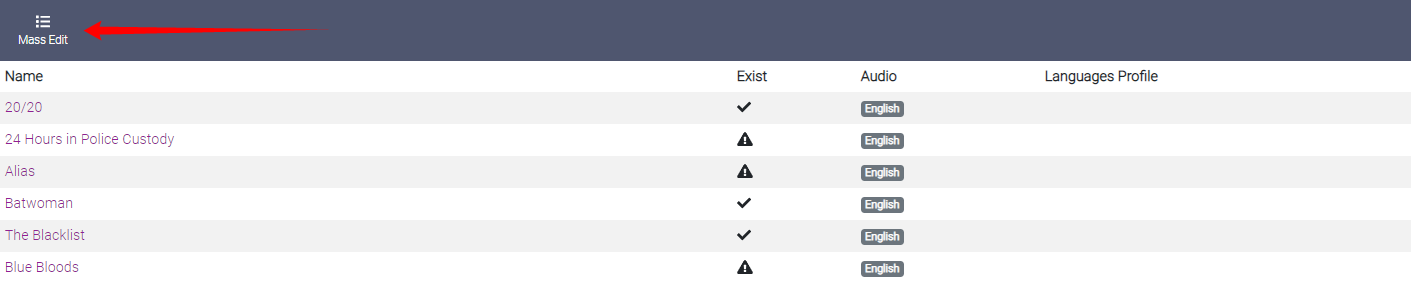 Mass Edit
Name Exist Audio Languages Profile
20/20 English
24 Hours in Police Custody English
Alias English
Batwoman English
The Blacklist English
Blue Bloods English